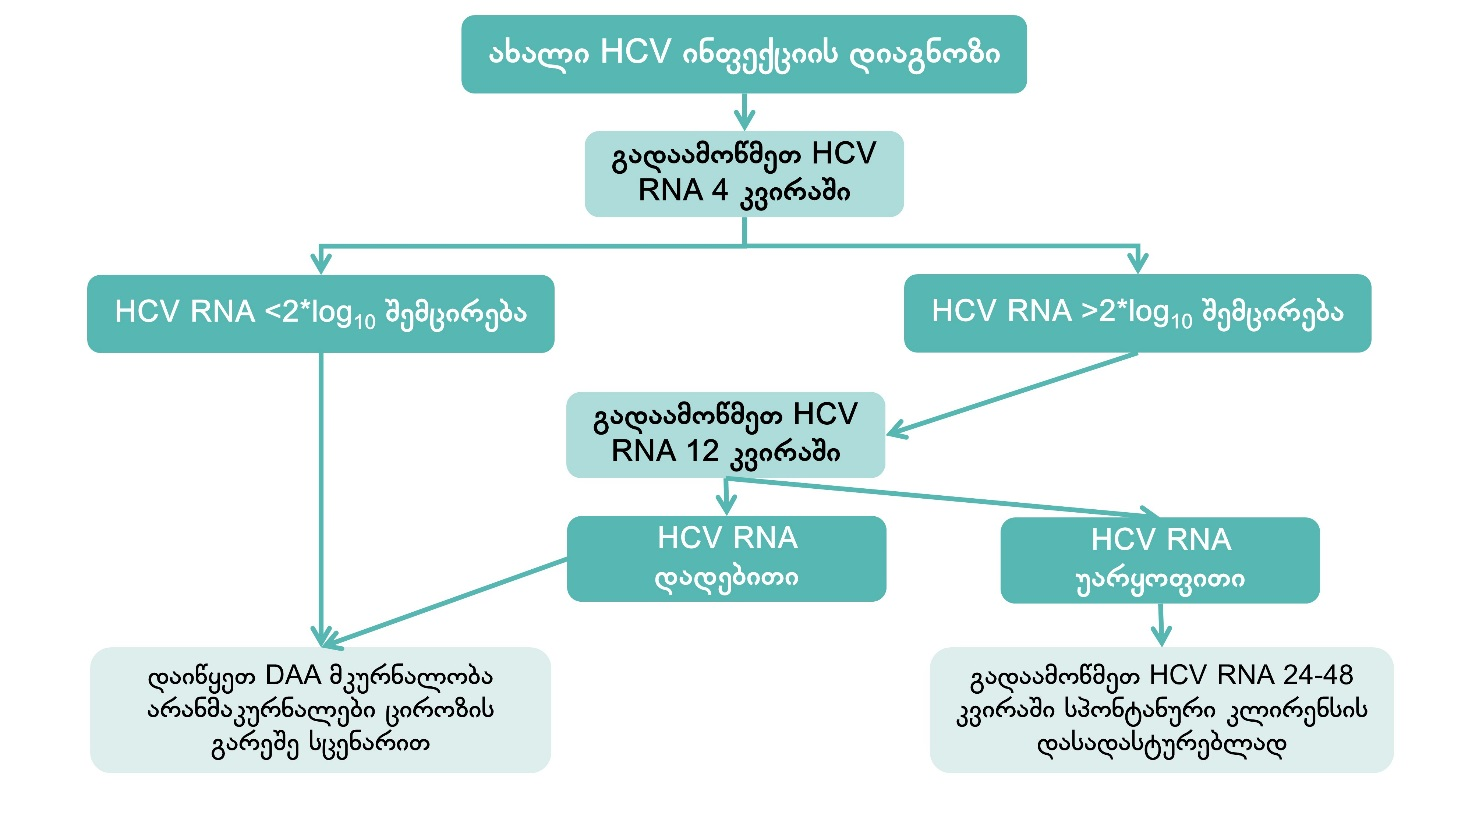 ახალი HCV ინფექციის დიაგნოზი
გადაამოწმეთ HCV
RNA 4 კვირაში
HCV RNA <2*log₁₀ შემცირება
HCV RNA >2*log₁₀ შემცირება
გადაამოწმეთ HCV
RNA 12 კვირაში
HCV RNA
დადებითი
HCV RNA
უარყოფითი
დაიწყეთ DAA მკურნალობა
არანმაკურნალები ციროზის
გარეშე სცენარით
გადაამოწმეთ HCV RNA 24-48
კვირაში სპონტანური კლირენსის
დასადასტურებლად